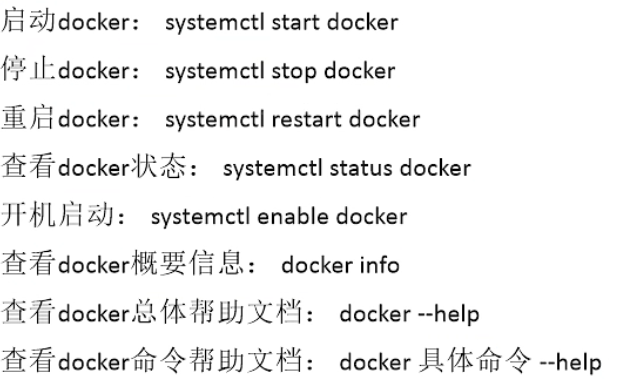 启动docker： systemctl start docker
停止docker： systemctl stop docker
重启docker： systemctl restart docker
查看docker状态： systemctl status docker
开机启动： systemctl enable docker
查看docker概要信息： docker info
查看docker总体帮助文档： docker --help
查看docker命令帮助文档： docker 具体命令 --help